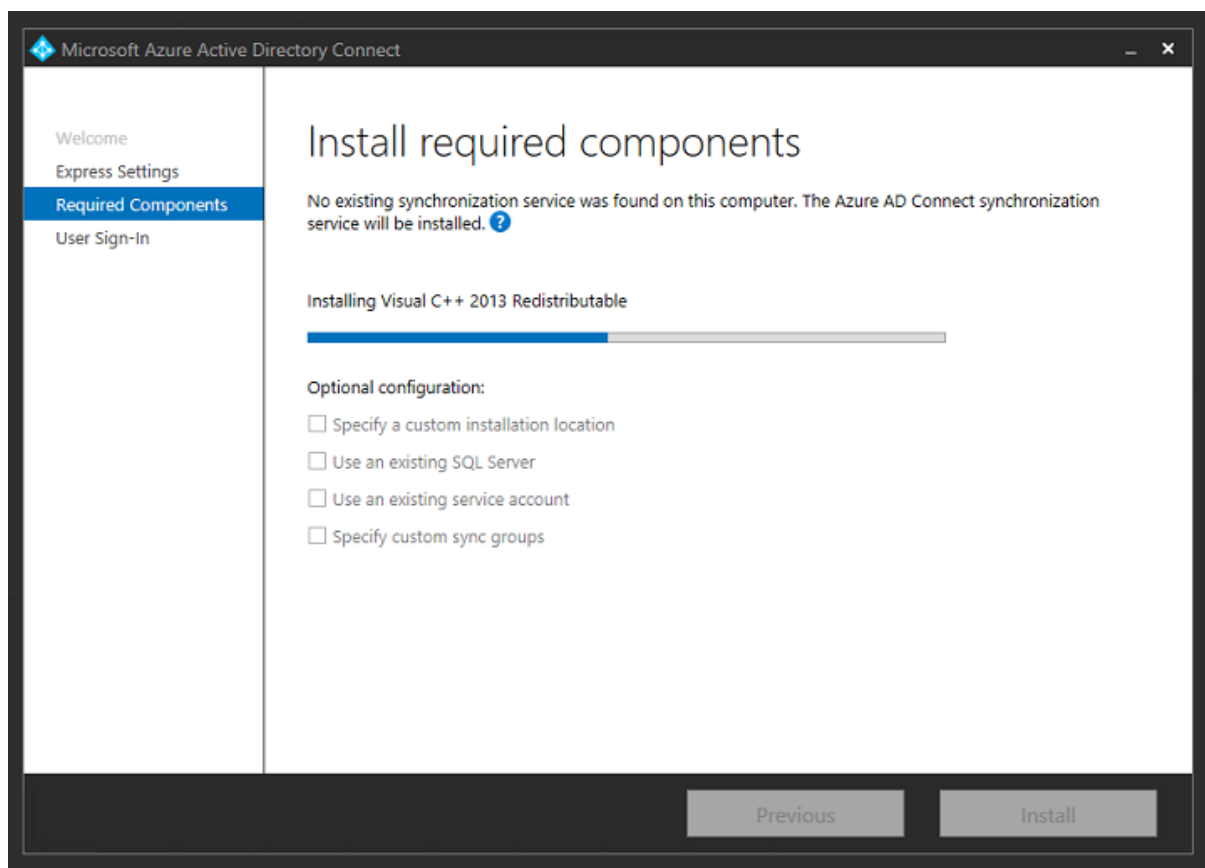 Microsoft Azure Active Directory Connect
Welcome
Express Settings
Required Components
User Sign-In
Install required components
No existing synchronization service was found on this computer. The Azure AD Connect synchronization
service will be installed. ?
Installing Visual C++ 2013 Redistributable
Optional configuration:
Specify a custom installation location
Use an existing SQL Server
Use an existing service account
Specify custom sync groups
Previous
Install